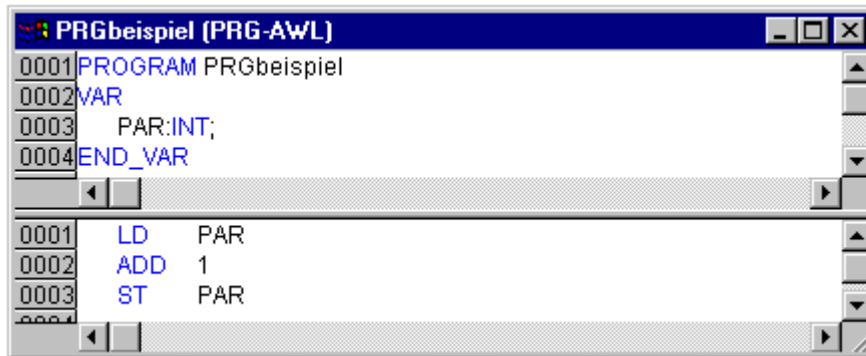 PRGbeispiel (PRG-AWL)
0001 PROGRAM PRGbeispiel
0002 VAR
0003 PAR:INT;
0004 END_VAR
0001 LD PAR
0002 ADD 1
0003 ST PAR